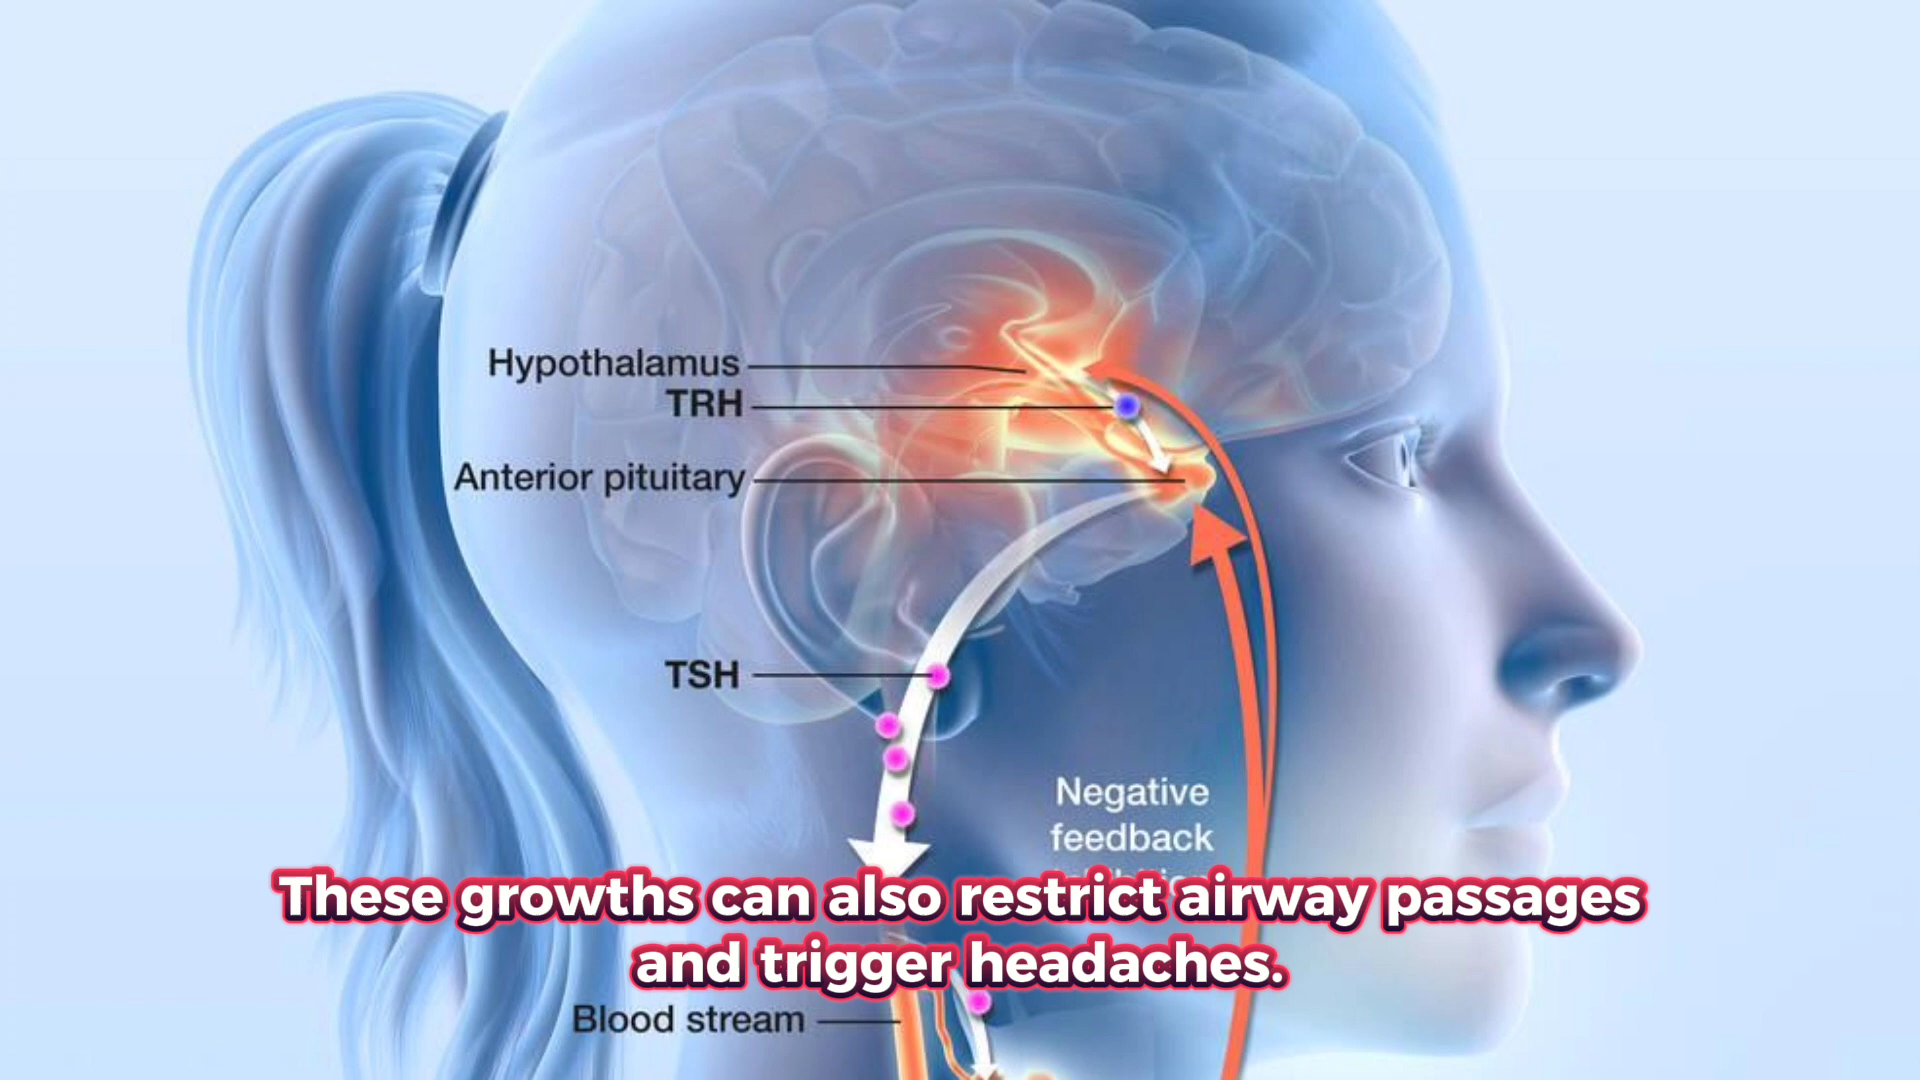 Hypothalamus
TRH
Anterior pituitary
TSH
Negative
feedback
These growths can also restrict airway passages
and trigger headaches.
Blood stream